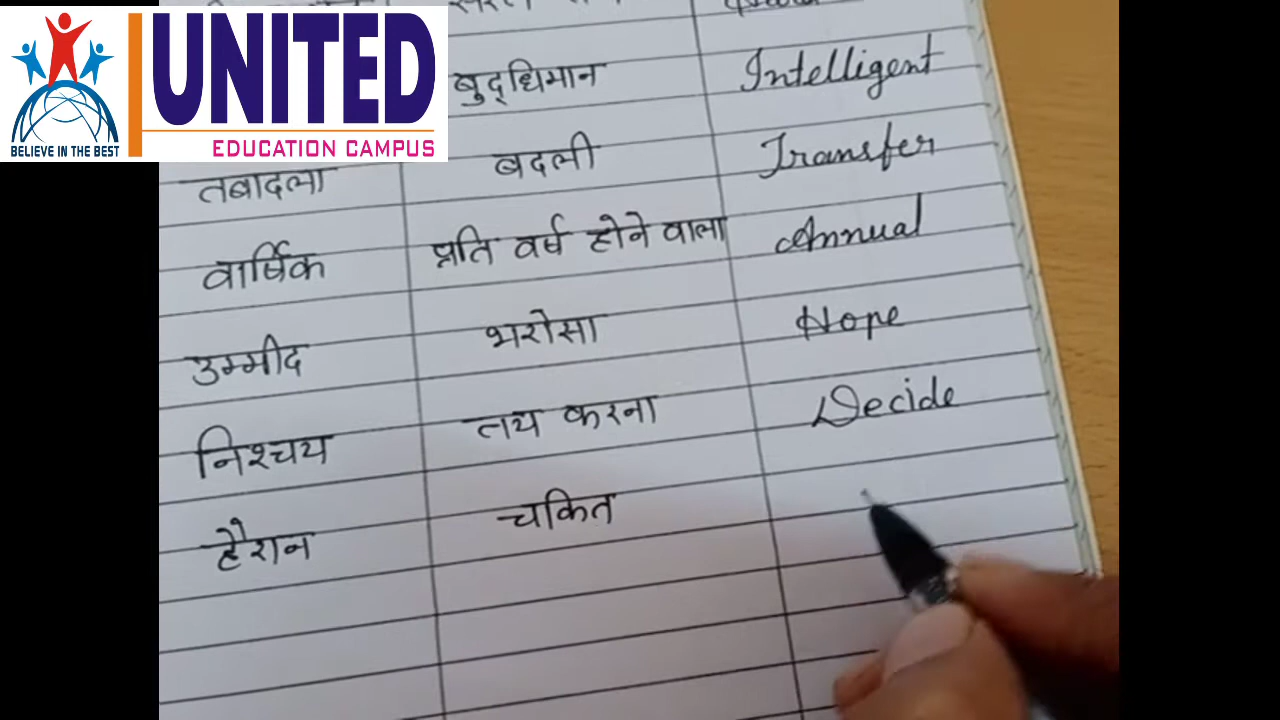 UNITED
EDUCATION CAMPUS
BELIEVE IN THE BEST
बुद्धिमान Intelligent
तबादला बदली Transfer
वार्षिक प्रति वर्ष होने वाला Annual
उम्मीद भरोसा Hope
निश्चय तय करना Decide
हैरान चकित